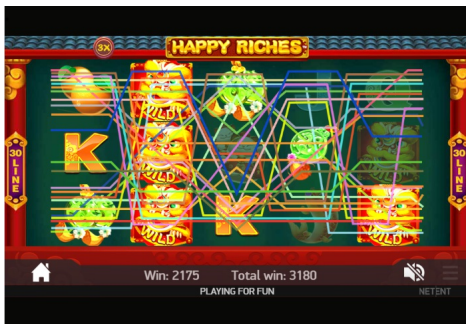 3X
HAPPY RICHES
WILD
K
WILD
30 LINE
30 LINE
K
WILD
WILD
Win: 2175 Total win: 3180
PLAYING FOR FUN
NETENT